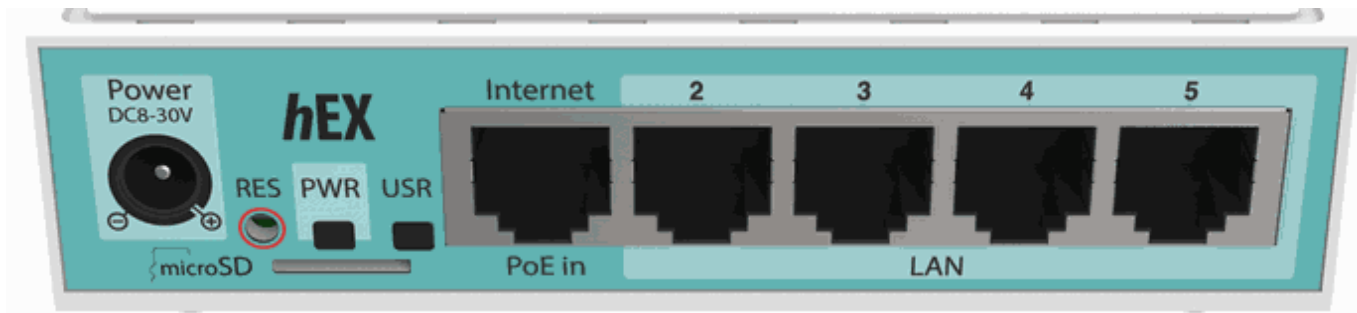 Power
DC8-30V
hEX
RES PWR USR
microSD
Internet
PoE in
2 3 4 5
LAN